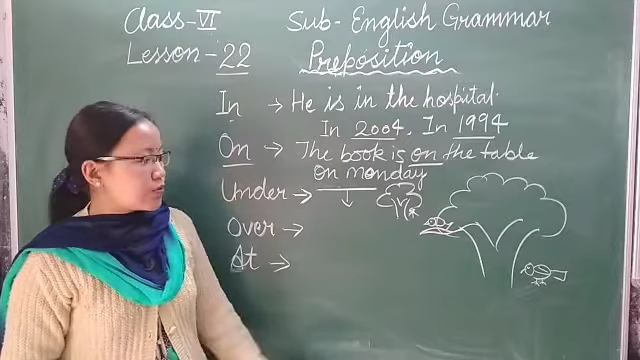 Class-VI Sub- English Grammar
Lesson-22 Preposition
In → He is in the hospital.
In 2004, In 1994
On → The book is on the table
on monday
Under →
Over →
At →